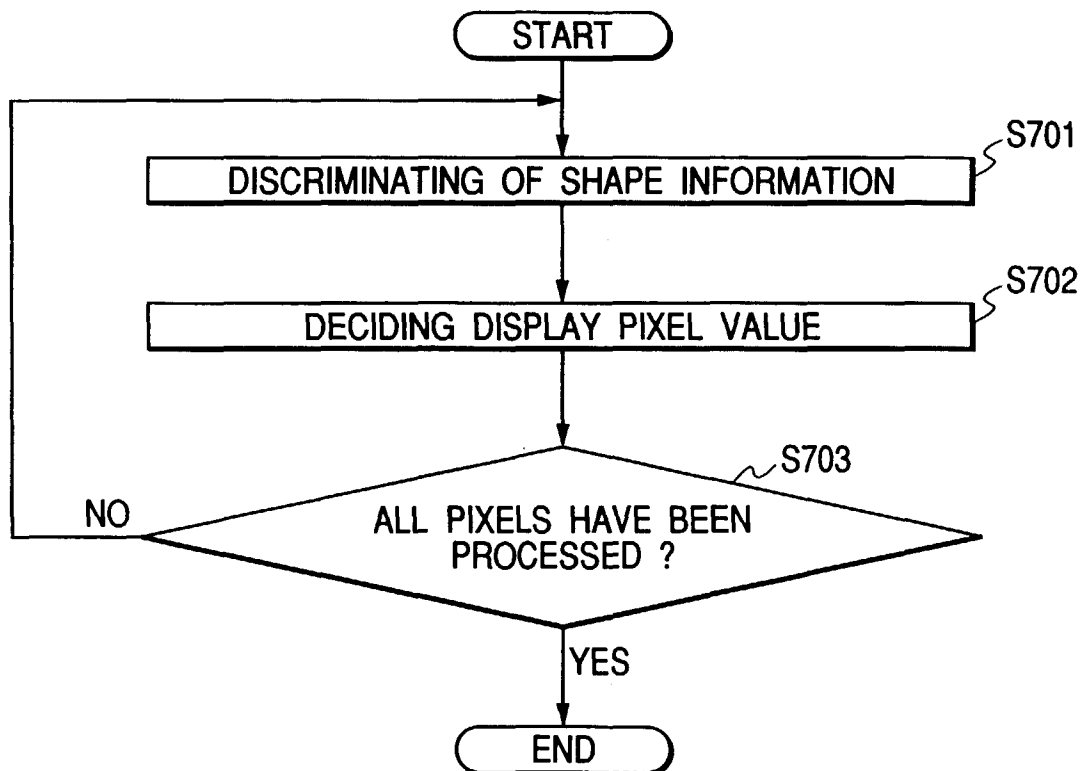 START
S701
DISCRIMINATING OF SHAPE INFORMATION
S702
DECIDING DISPLAY PIXEL VALUE
S703
ALL PIXELS HAVE BEEN
PROCESSED ?
NO
YES
END